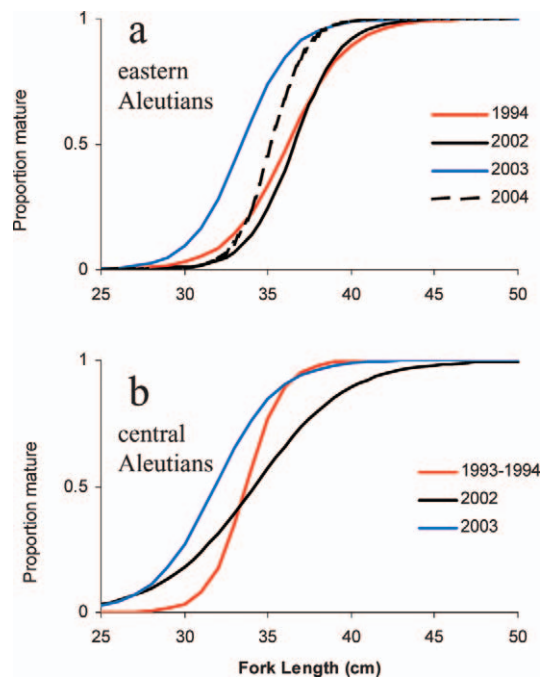 a
eastern
Aleutians
Proportion mature
1
0.5
0
25 30 35 40 45 50
1994
2002
2003
2004
b
central
Aleutians
Proportion mature
1
0.5
0
25 30 35 40 45 50
1993-1994
2002
2003
Fork Length (cm)